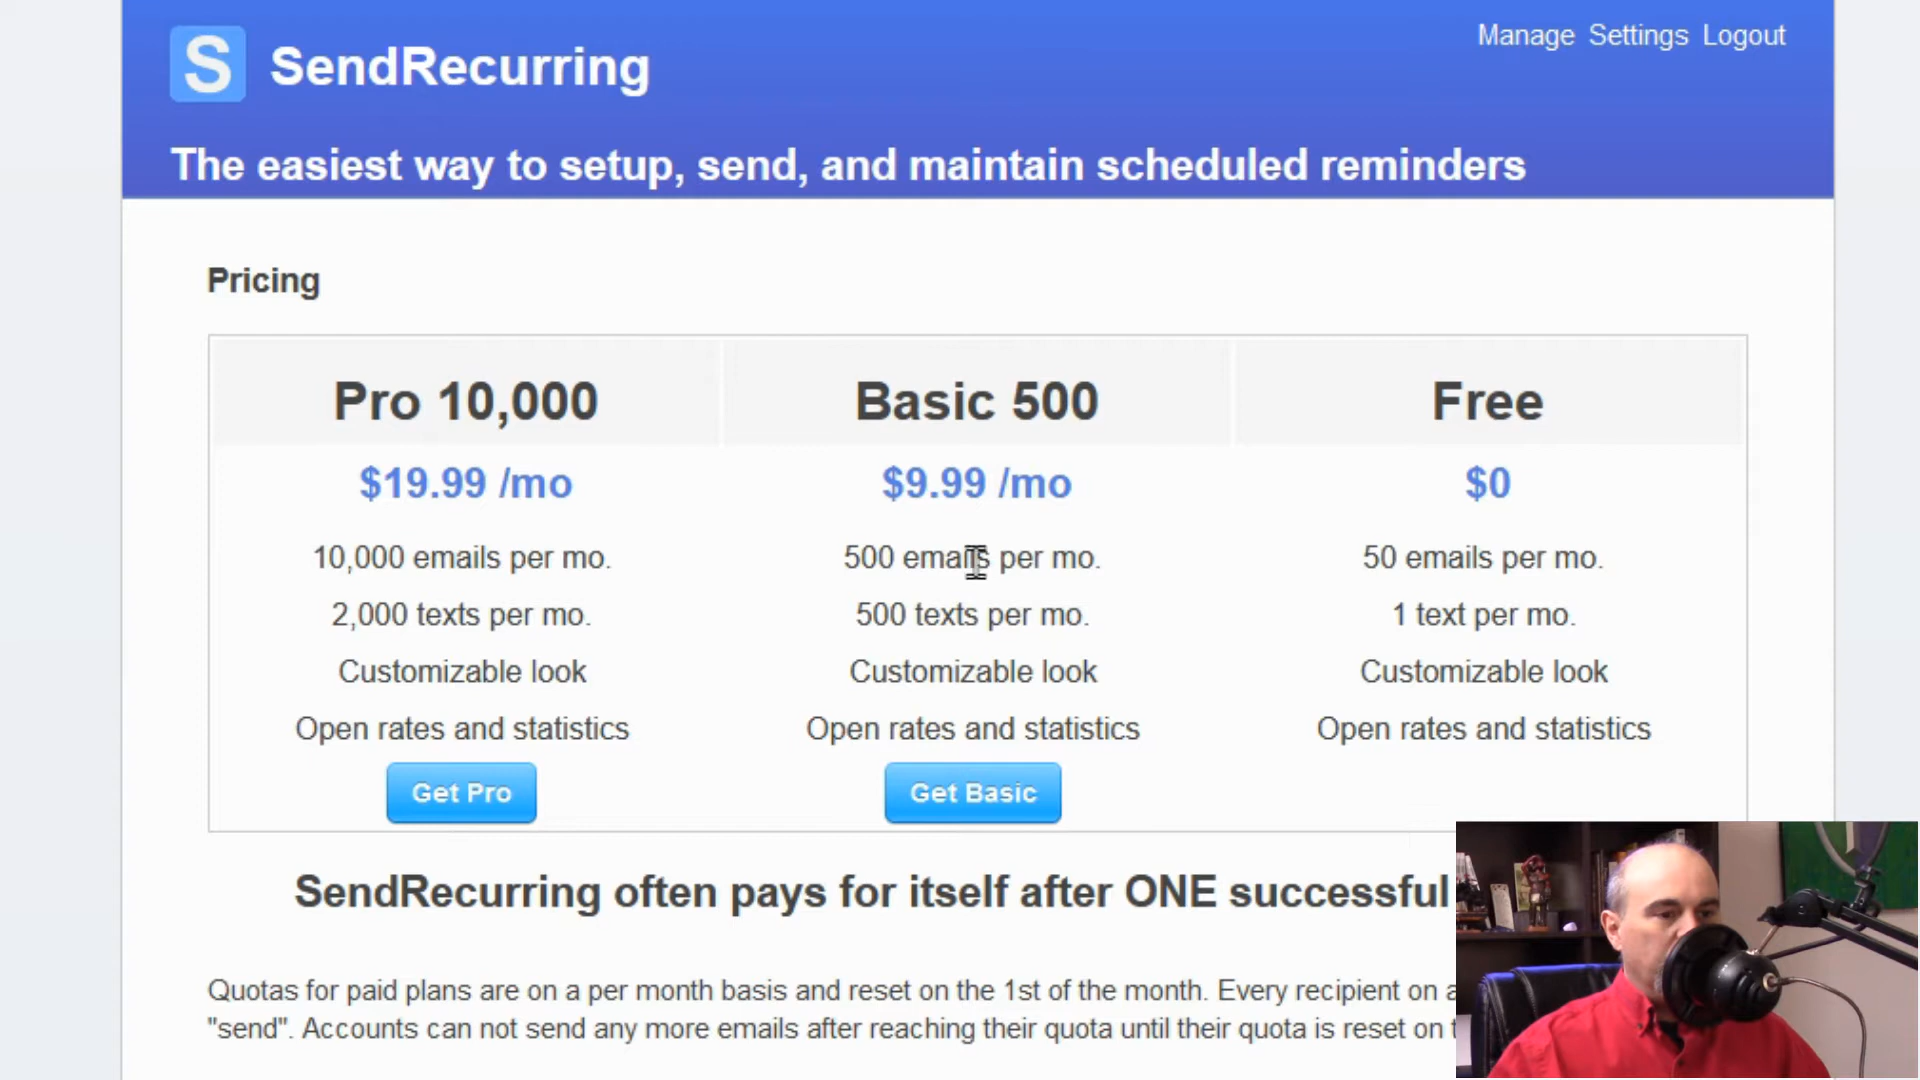 S SendRecurring
Manage Settings Logout
The easiest way to setup, send, and maintain scheduled reminders
Pricing
Pro 10,000
$19.99 /mo
10,000 emails per mo.
2,000 texts per mo.
Customizable look
Open rates and statistics
Get Pro
Basic 500
$9.99 /mo
500 emails per mo.
500 texts per mo.
Customizable look
Open rates and statistics
Get Basic
Free
$0
50 emails per mo.
1 text per mo.
Customizable look
Open rates and statistics
SendRecurring often pays for itself after ONE successful
Quotas for paid plans are on a per month basis and reset on the 1st of the month. Every recipient on a
"send". Accounts can not send any more emails after reaching their quota until their quota is reset on